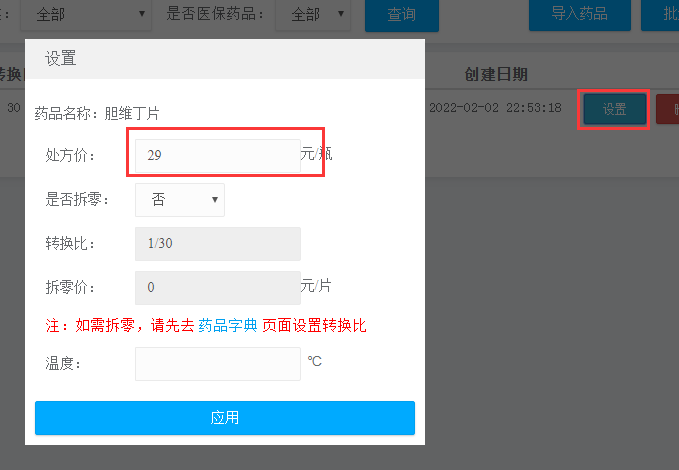 全部 是否医保药品： 全部 查询 导入药品
设置
创建日期
30 2022-02-02 22:53:18 设置
药品名称：胆维丁片
处方价： 29 元/瓶
是否拆零： 否
转换比： 1/30
拆零价： 0 元/片
注：如需拆零，请先去 药品字典 页面设置转换比
温度： ℃
应用